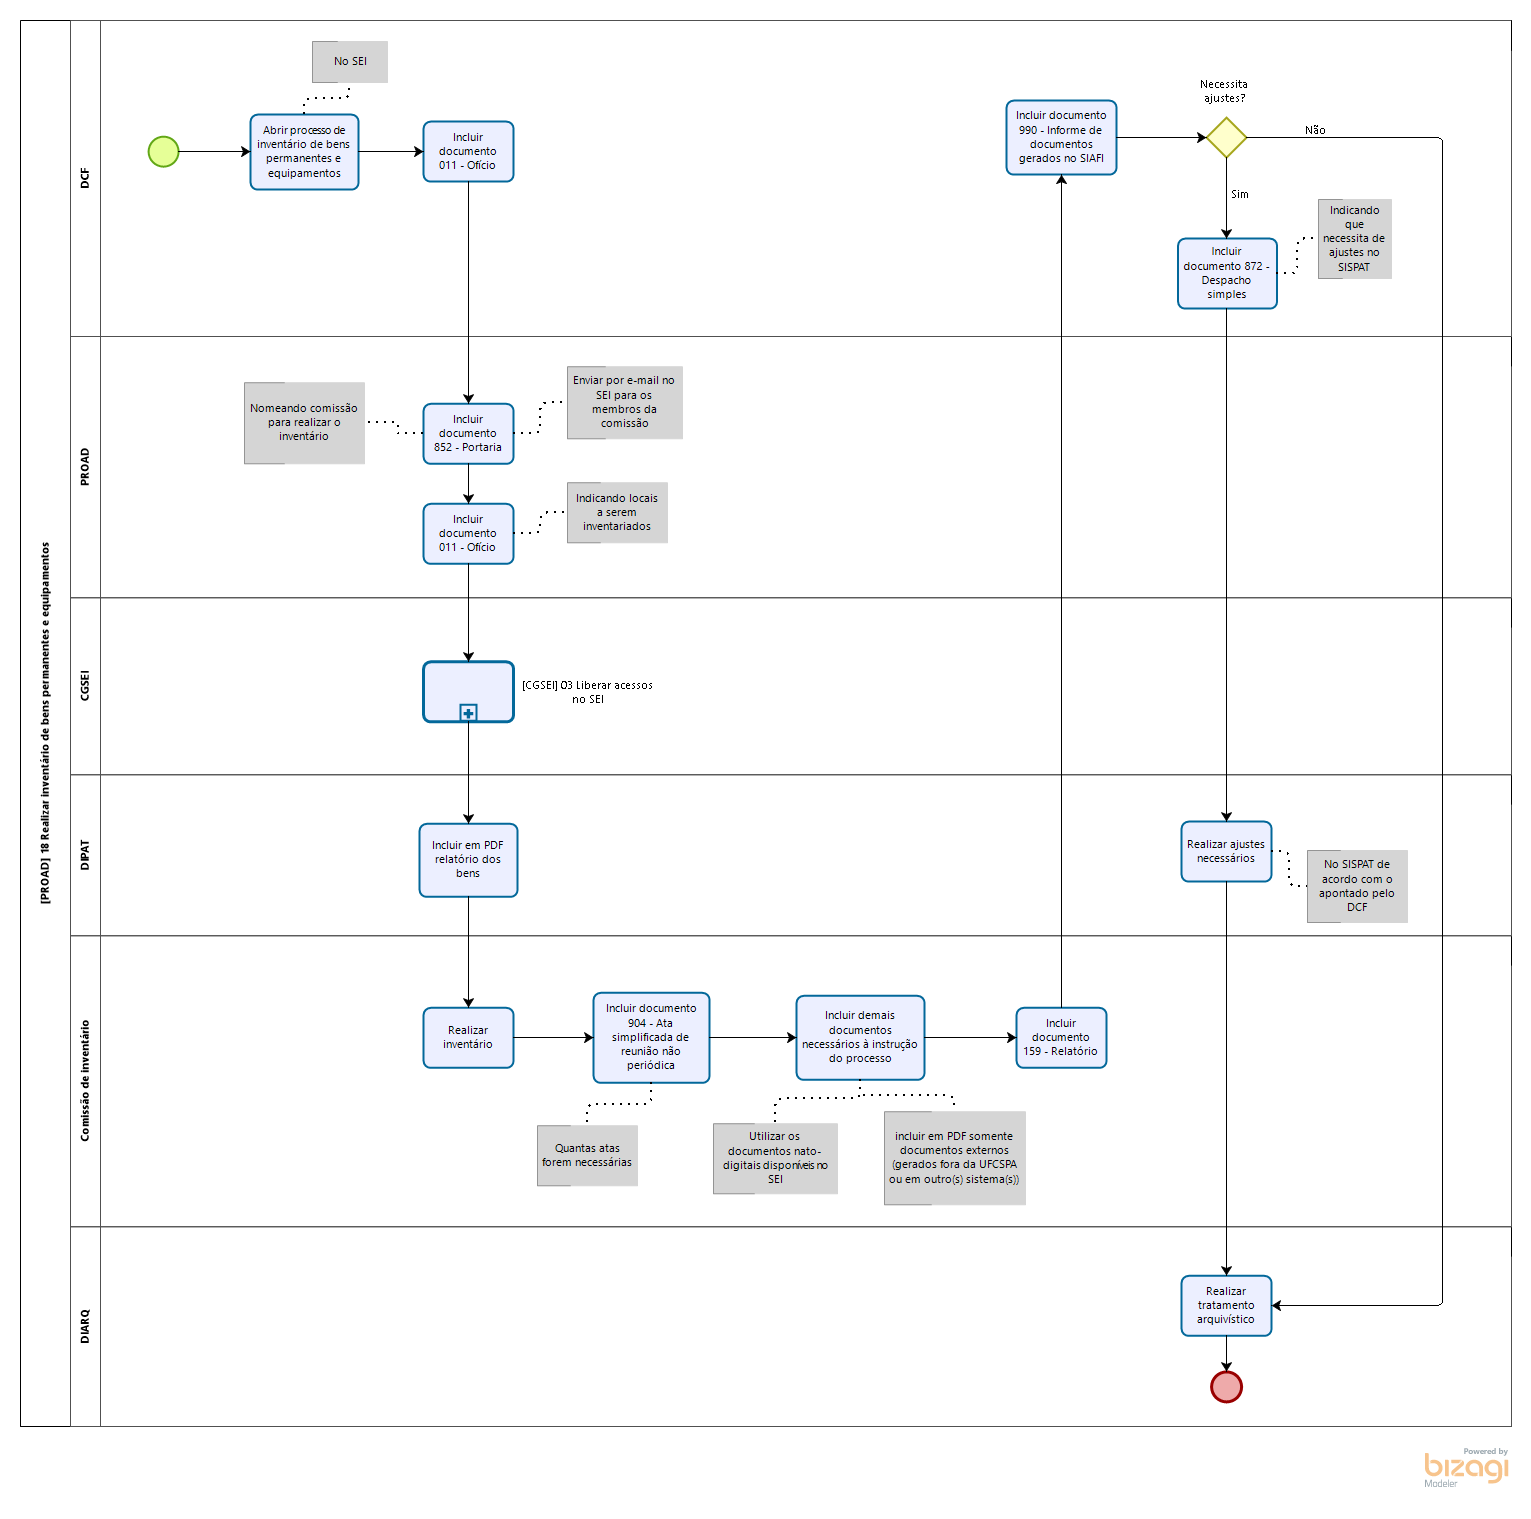 [PROAD] 18 Realizar inventário de bens permanentes e equipamentos
DCF
No SEI
Abrir processo de
inventário de bens
permanentes e
equipamentos
Incluir
documento
011 - Ofício
Incluir documento
990 - Informe de
documentos
gerados no SIAFI
Necessita
ajustes?
Não
Sim
Incluir
documento 872 -
Despacho
simples
Indicando
que
necessita de
ajustes no
SISPAT
PROAD
Nomeando comissão
para realizar o
inventário
Incluir
documento
852 - Portaria
Enviar por e-mail no
SEI para os
membros da
comissão
Incluir
documento
011 - Ofício
Indicando locais
a serem
inventariados
CGSEI
[CGSEI] 03 Liberar acessos
no SEI
DIPAT
Incluir em PDF
relatório dos
bens
Realizar ajustes
necessários
No SISPAT de
acordo com o
apontado pelo
DCF
Comissão de inventário
Realizar
inventário
Incluir documento
904 - Ata
simplificada de
reunião não
periódica
Incluir demais
documentos
necessários à instrução
do processo
Incluir
documento
159 - Relatório
Quantas atas
forem necessárias
Utilizar os
documentos nato-
digitais disponíveis no
SEI
incluir em PDF somente
documentos externos
(gerados fora da UFCSPA
ou em outro(s) sistema(s))
DIARQ
Realizar
tratamento
arquivístico
Powered by
bizagi
Modeler